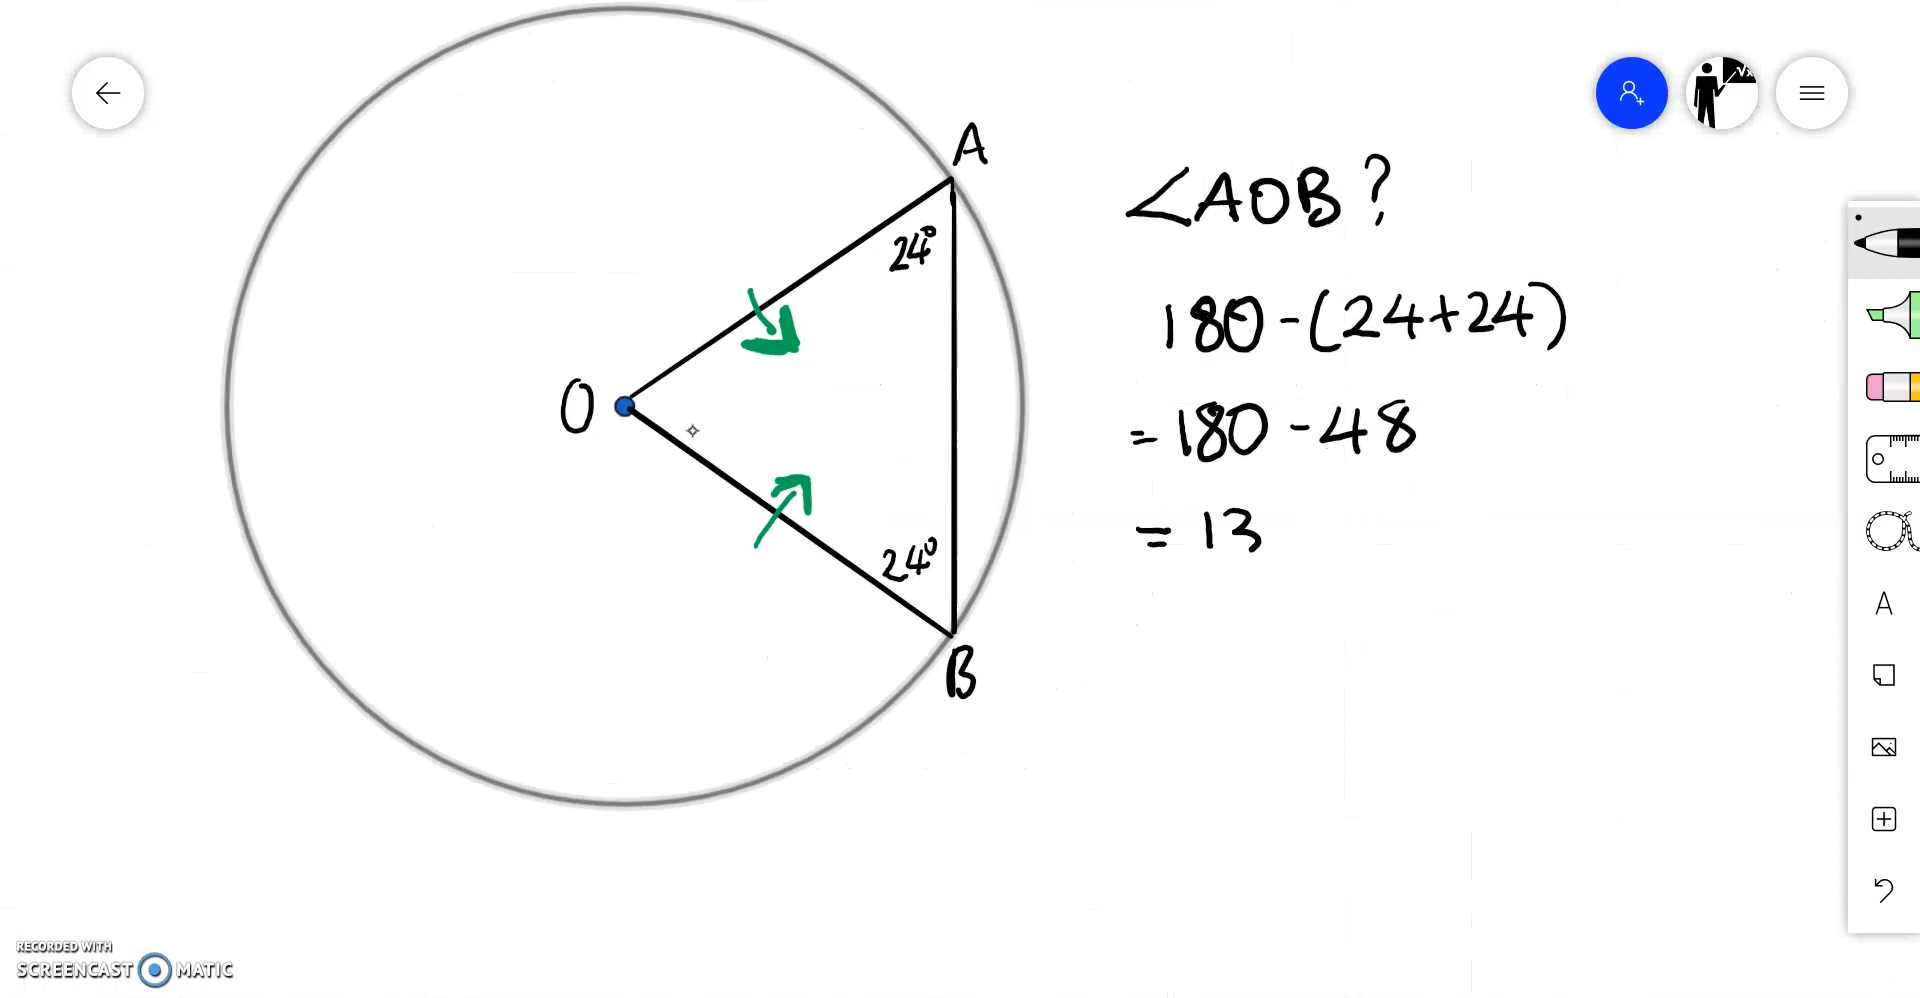 A
∠AOB?
24°
180-(24+24)
O
=180-48
= 13
24°
B
√x
A
RECORDED WITH
SCREENCAST MATIC